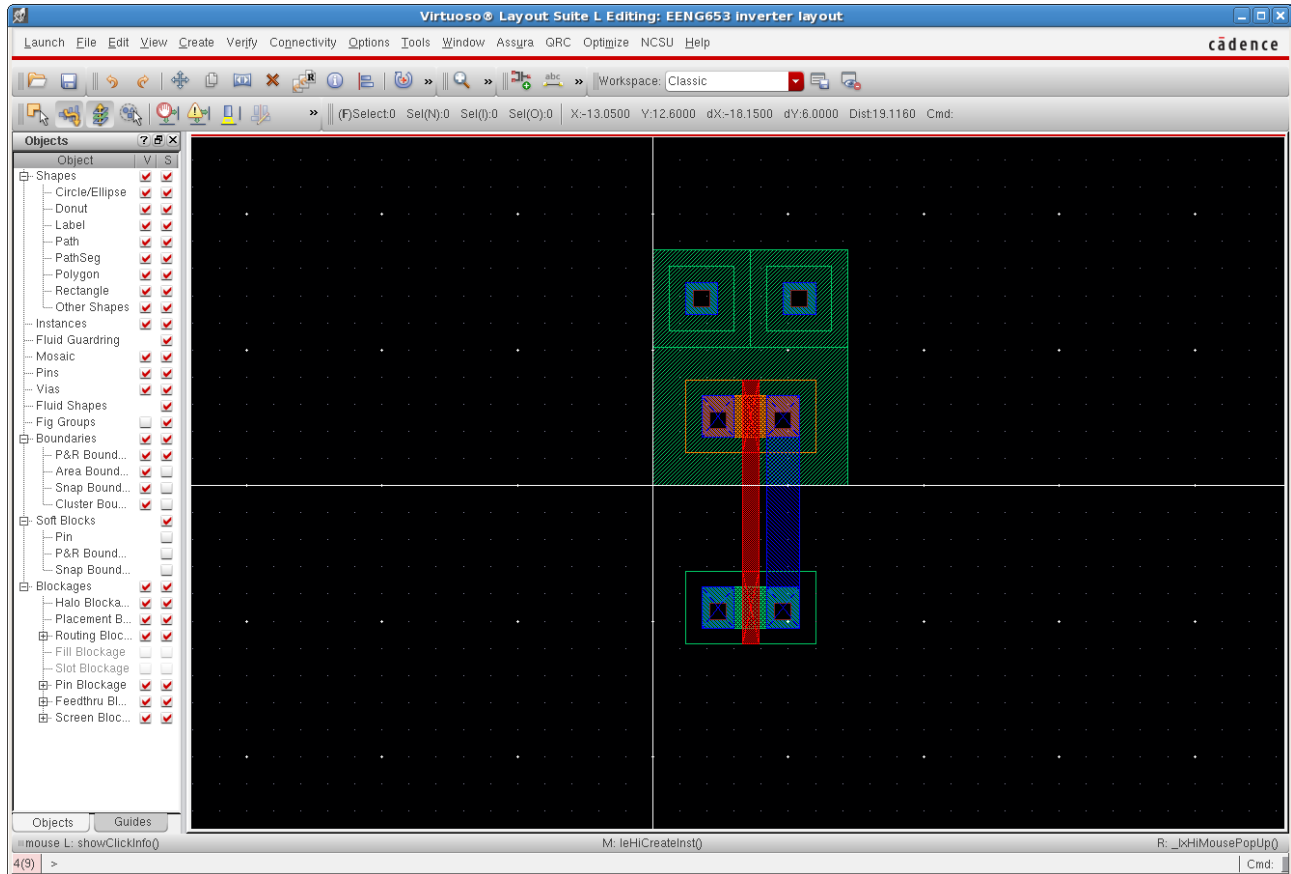 Virtuoso® Layout Suite L Editing: EENG653 inverter layout
Launch File Edit View Create Verify Connectivity Options Tools Window Assura QRC Optimize NCSU Help
cādence
R » » abc » Workspace: Classic
» (F)Select:0 Sel(N):0 Sel(I):0 Sel(O):0 X:-13.0500 Y:12.6000 dX:-18.1500 dY:6.0000 Dist:19.1160 Cmd:
Objects
Object V S
Shapes
Circle/Ellipse
Donut
Label
Path
PathSeg
Polygon
Rectangle
Other Shapes
Instances
Fluid Guardring
Mosaic
Pins
Vias
Fluid Shapes
Fig Groups
Boundaries
P&R Bound...
Area Bound...
Snap Bound...
Cluster Bou...
Soft Blocks
Pin
P&R Bound...
Snap Bound...
Blockages
Halo Blocka...
Placement B...
Routing Bloc...
Fill Blockage
Slot Blockage
Pin Blockage
Feedthru Bl...
Screen Bloc...
Objects Guides
mouse L: showClickInfo() M: leHiCreateInst() R: _lxHiMousePopUp()
4(9) > Cmd: